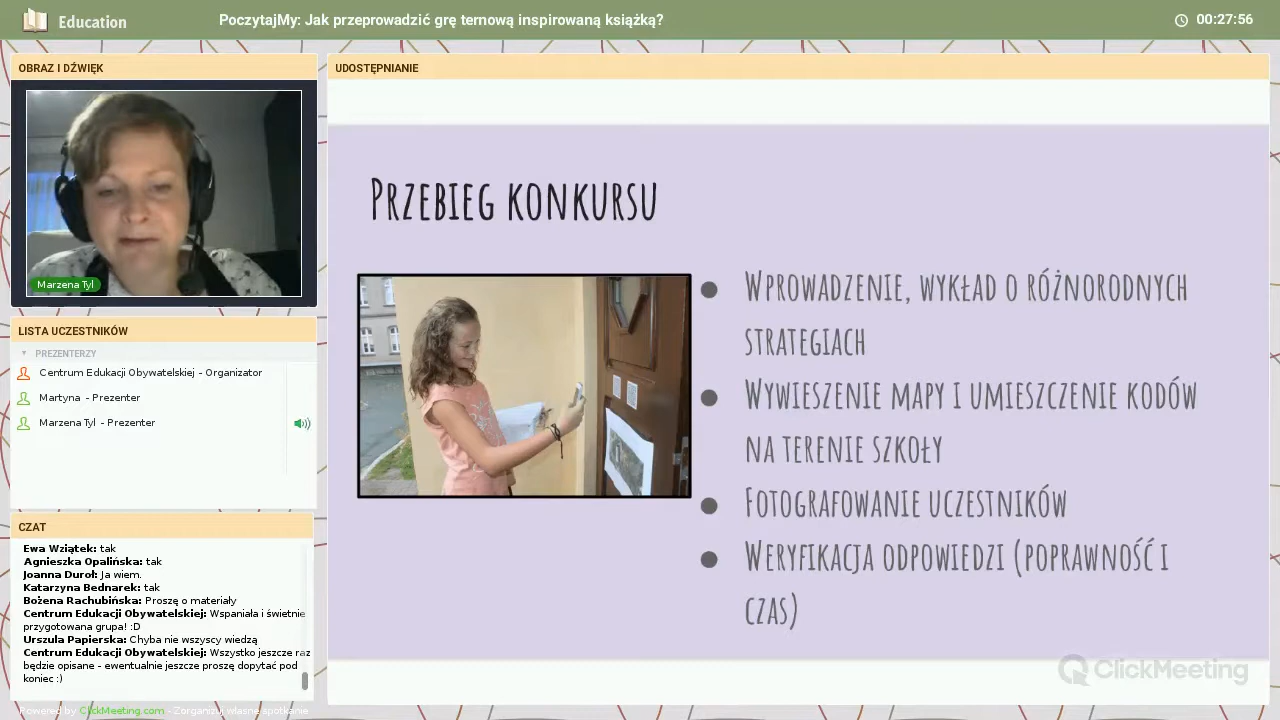 Education
PoczytajMy: Jak przeprowadzić grę ternową inspirowaną książką?
00:27:56
OBRAZ I DŹWIĘK
Marzena Tyl
LISTA UCZESTNIKÓW
PREZENTERZY
Centrum Edukacji Obywatelskiej - Organizator
Martyna - Prezenter
Marzena Tyl - Prezenter
CZAT
Ewa Wziątek: tak
Agnieszka Opalińska: tak
Joanna Duroł: Ja wiem.
Katarzyna Bednarek: tak
Bożena Rachubińska: Proszę o materiały
Centrum Edukacji Obywatelskiej: Wspaniała i świetnie
przygotowana grupa! :D
Urszula Papierska: Chyba nie wszyscy wiedzą
Centrum Edukacji Obywatelskiej: Wszystko jeszcze raz
będzie opisane - ewentualnie jeszcze proszę dopytać pod
koniec :)
Powered by ClickMeeting.com - Zorganizuj własne spotkanie
UDOSTĘPNIANIE
PRZEBIEG KONKURSU
WPROWADZENIE, WYKŁAD O RÓŻNORODNYCH
STRATEGIACH
WYWIESZENIE MAPY I UMIESZCZENIE KODÓW
NA TERENIE SZKOŁY
FOTOGRAFOWANIE UCZESTNIKÓW
WERYFIKACJA ODPOWIEDZI (POPRAWNOŚĆ I
CZAS)
ClickMeeting